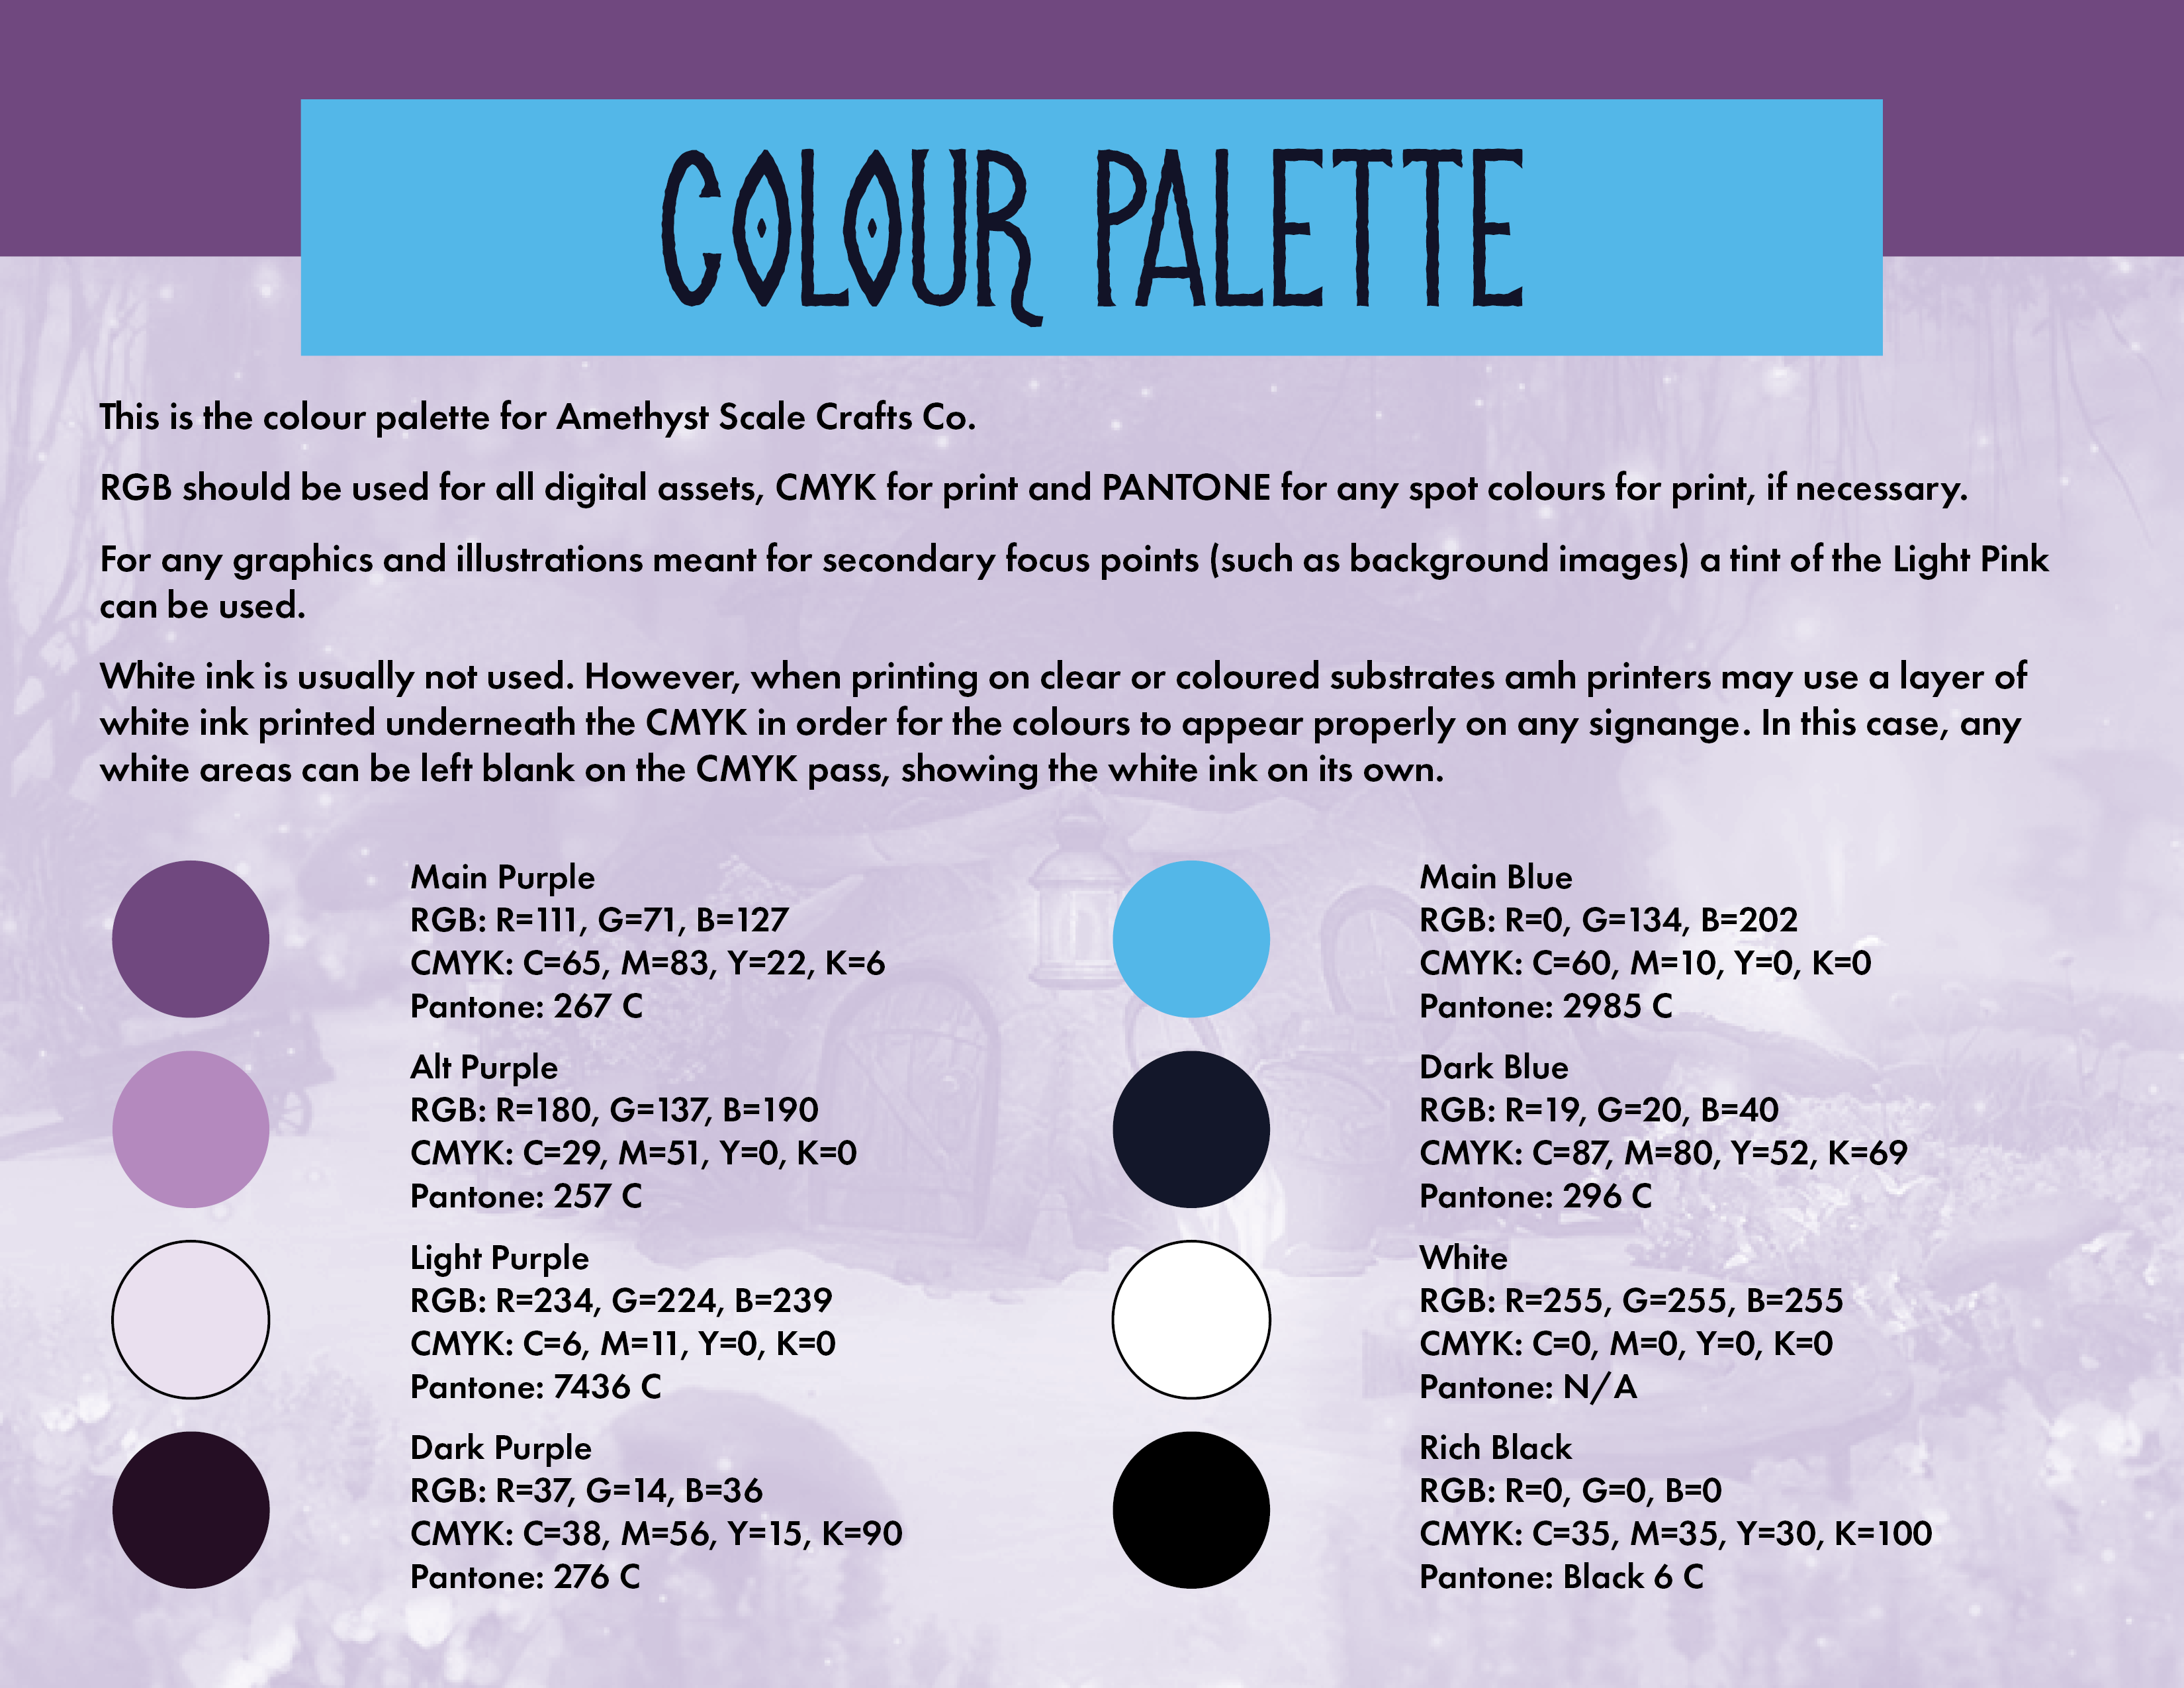 COLOUR PALETTE
This is the colour palette for Amethyst Scale Crafts Co.
RGB should be used for all digital assets, CMYK for print and PANTONE for any spot colours for print, if necessary.
For any graphics and illustrations meant for secondary focus points (such as background images) a tint of the Light Pink
can be used.
White ink is usually not used. However, when printing on clear or coloured substrates amh printers may use a layer of
white ink printed underneath the CMYK in order for the colours to appear properly on any signange. In this case, any
white areas can be left blank on the CMYK pass, showing the white ink on its own.
Main Purple
RGB: R=111, G=71, B=127
CMYK: C=65, M=83, Y=22, K=6
Pantone: 267 C
Alt Purple
RGB: R=180, G=137, B=190
CMYK: C=29, M=51, Y=0, K=0
Pantone: 257 C
Light Purple
RGB: R=234, G=224, B=239
CMYK: C=6, M=11, Y=0, K=0
Pantone: 7436 C
Dark Purple
RGB: R=37, G=14, B=36
CMYK: C=38, M=56, Y=15, K=90
Pantone: 276 C
Main Blue
RGB: R=0, G=134, B=202
CMYK: C=60, M=10, Y=0, K=0
Pantone: 2985 C
Dark Blue
RGB: R=19, G=20, B=40
CMYK: C=87, M=80, Y=52, K=69
Pantone: 296 C
White
RGB: R=255, G=255, B=255
CMYK: C=0, M=0, Y=0, K=0
Pantone: N/A
Rich Black
RGB: R=0, G=0, B=0
CMYK: C=35, M=35, Y=30, K=100
Pantone: Black 6 C